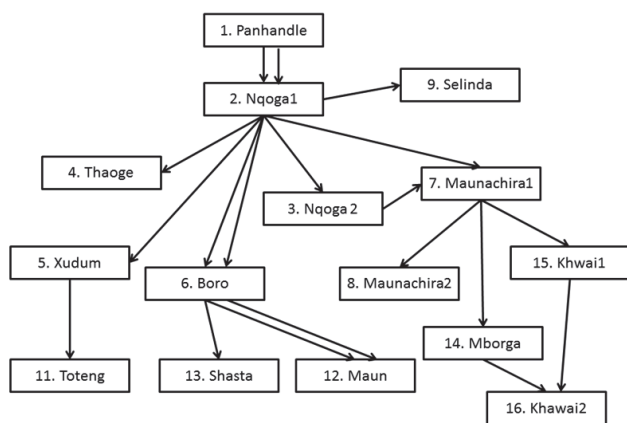 1. Panhandle
9. Selinda
2. Nqoga1
4. Thaoge
7. Maunachira1
3. Nqoga 2
5. Xudum
6. Boro
8. Maunachira2
15. Khwai1
14. Mborga
11. Toteng
13. Shasta
12. Maun
16. Khawai2